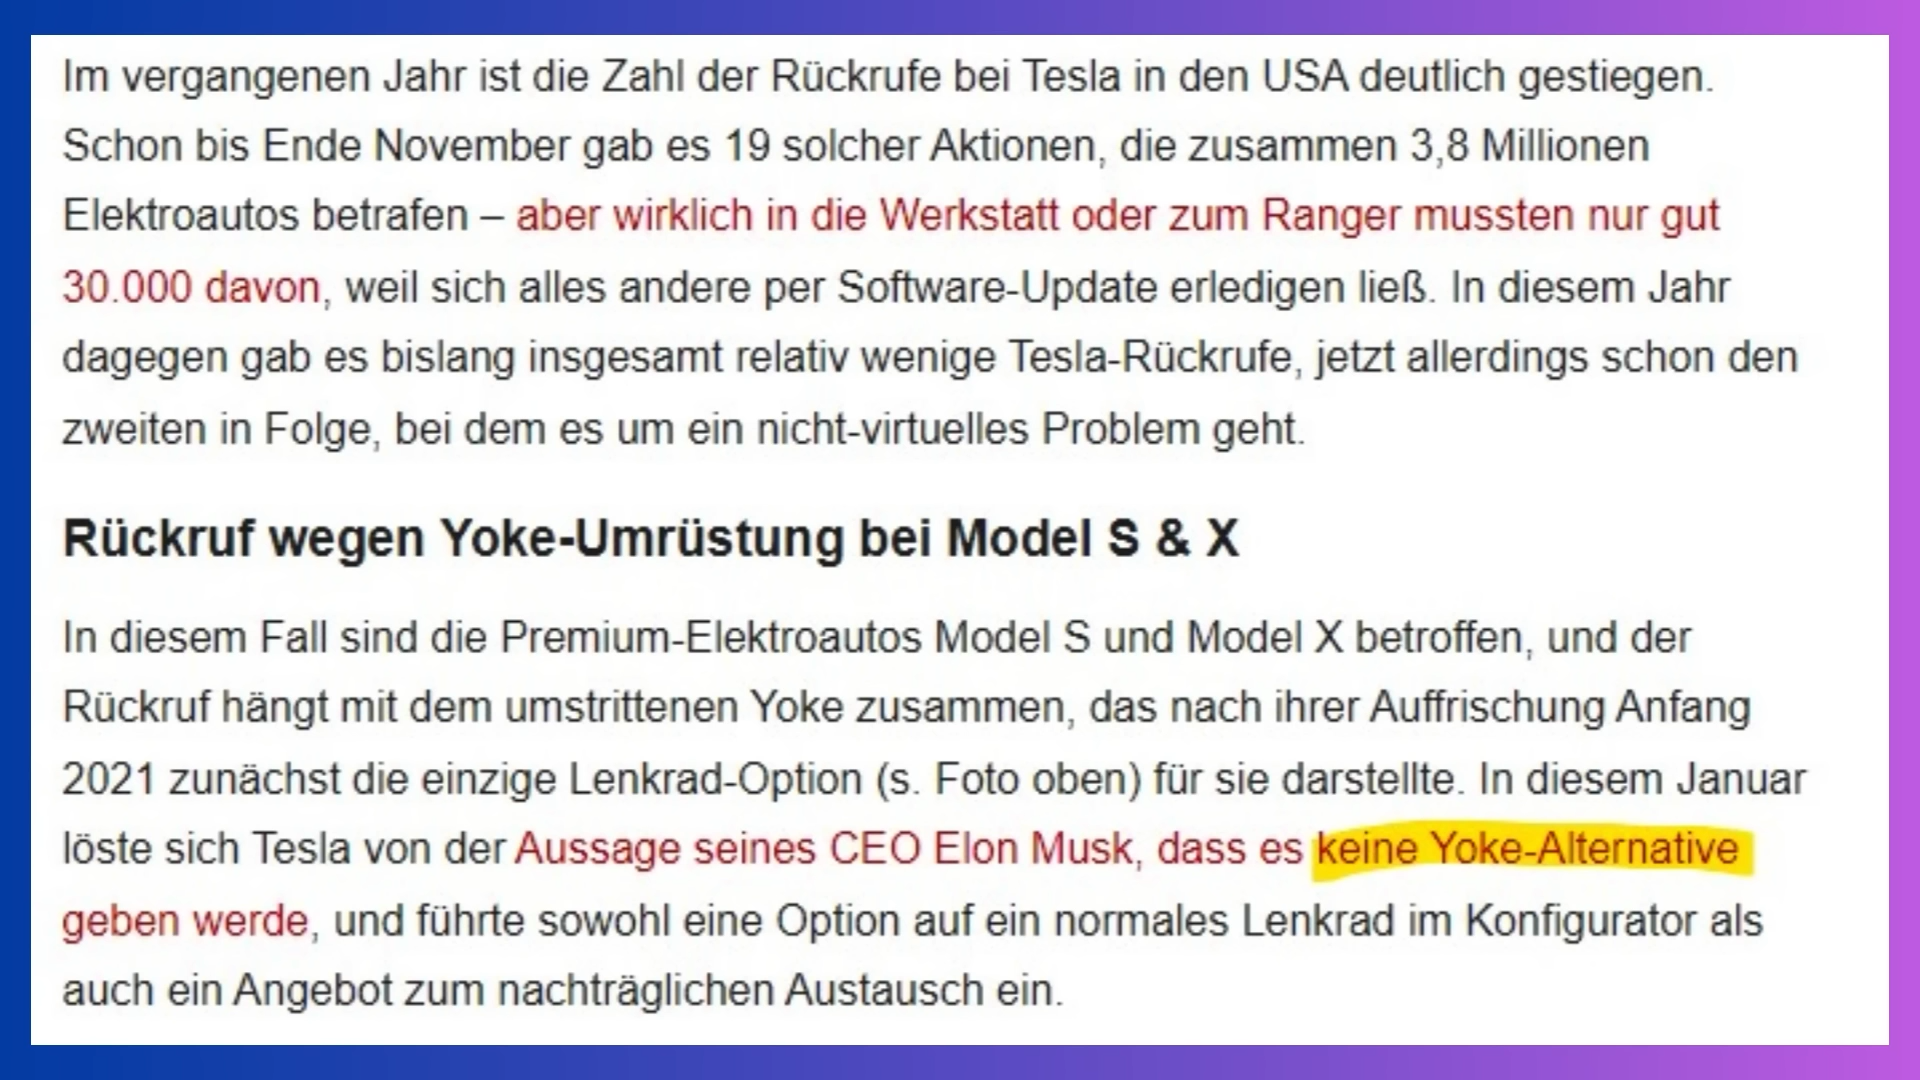 Im vergangenen Jahr ist die Zahl der Rückrufe bei Tesla in den USA deutlich gestiegen.
Schon bis Ende November gab es 19 solcher Aktionen, die zusammen 3,8 Millionen
Elektroautos betrafen – aber wirklich in die Werkstatt oder zum Ranger mussten nur gut
30.000 davon, weil sich alles andere per Software-Update erledigen ließ. In diesem Jahr
dagegen gab es bislang insgesamt relativ wenige Tesla-Rückrufe, jetzt allerdings schon den
zweiten in Folge, bei dem es um ein nicht-virtuelles Problem geht.
Rückruf wegen Yoke-Umrüstung bei Model S & X
In diesem Fall sind die Premium-Elektroautos Model S und Model X betroffen, und der
Rückruf hängt mit dem umstrittenen Yoke zusammen, das nach ihrer Auffrischung Anfang
2021 zunächst die einzige Lenkrad-Option (s. Foto oben) für sie darstellte. In diesem Januar
löste sich Tesla von der Aussage seines CEO Elon Musk, dass es keine Yoke-Alternative
geben werde, und führte sowohl eine Option auf ein normales Lenkrad im Konfigurator als
auch ein Angebot zum nachträglichen Austausch ein.